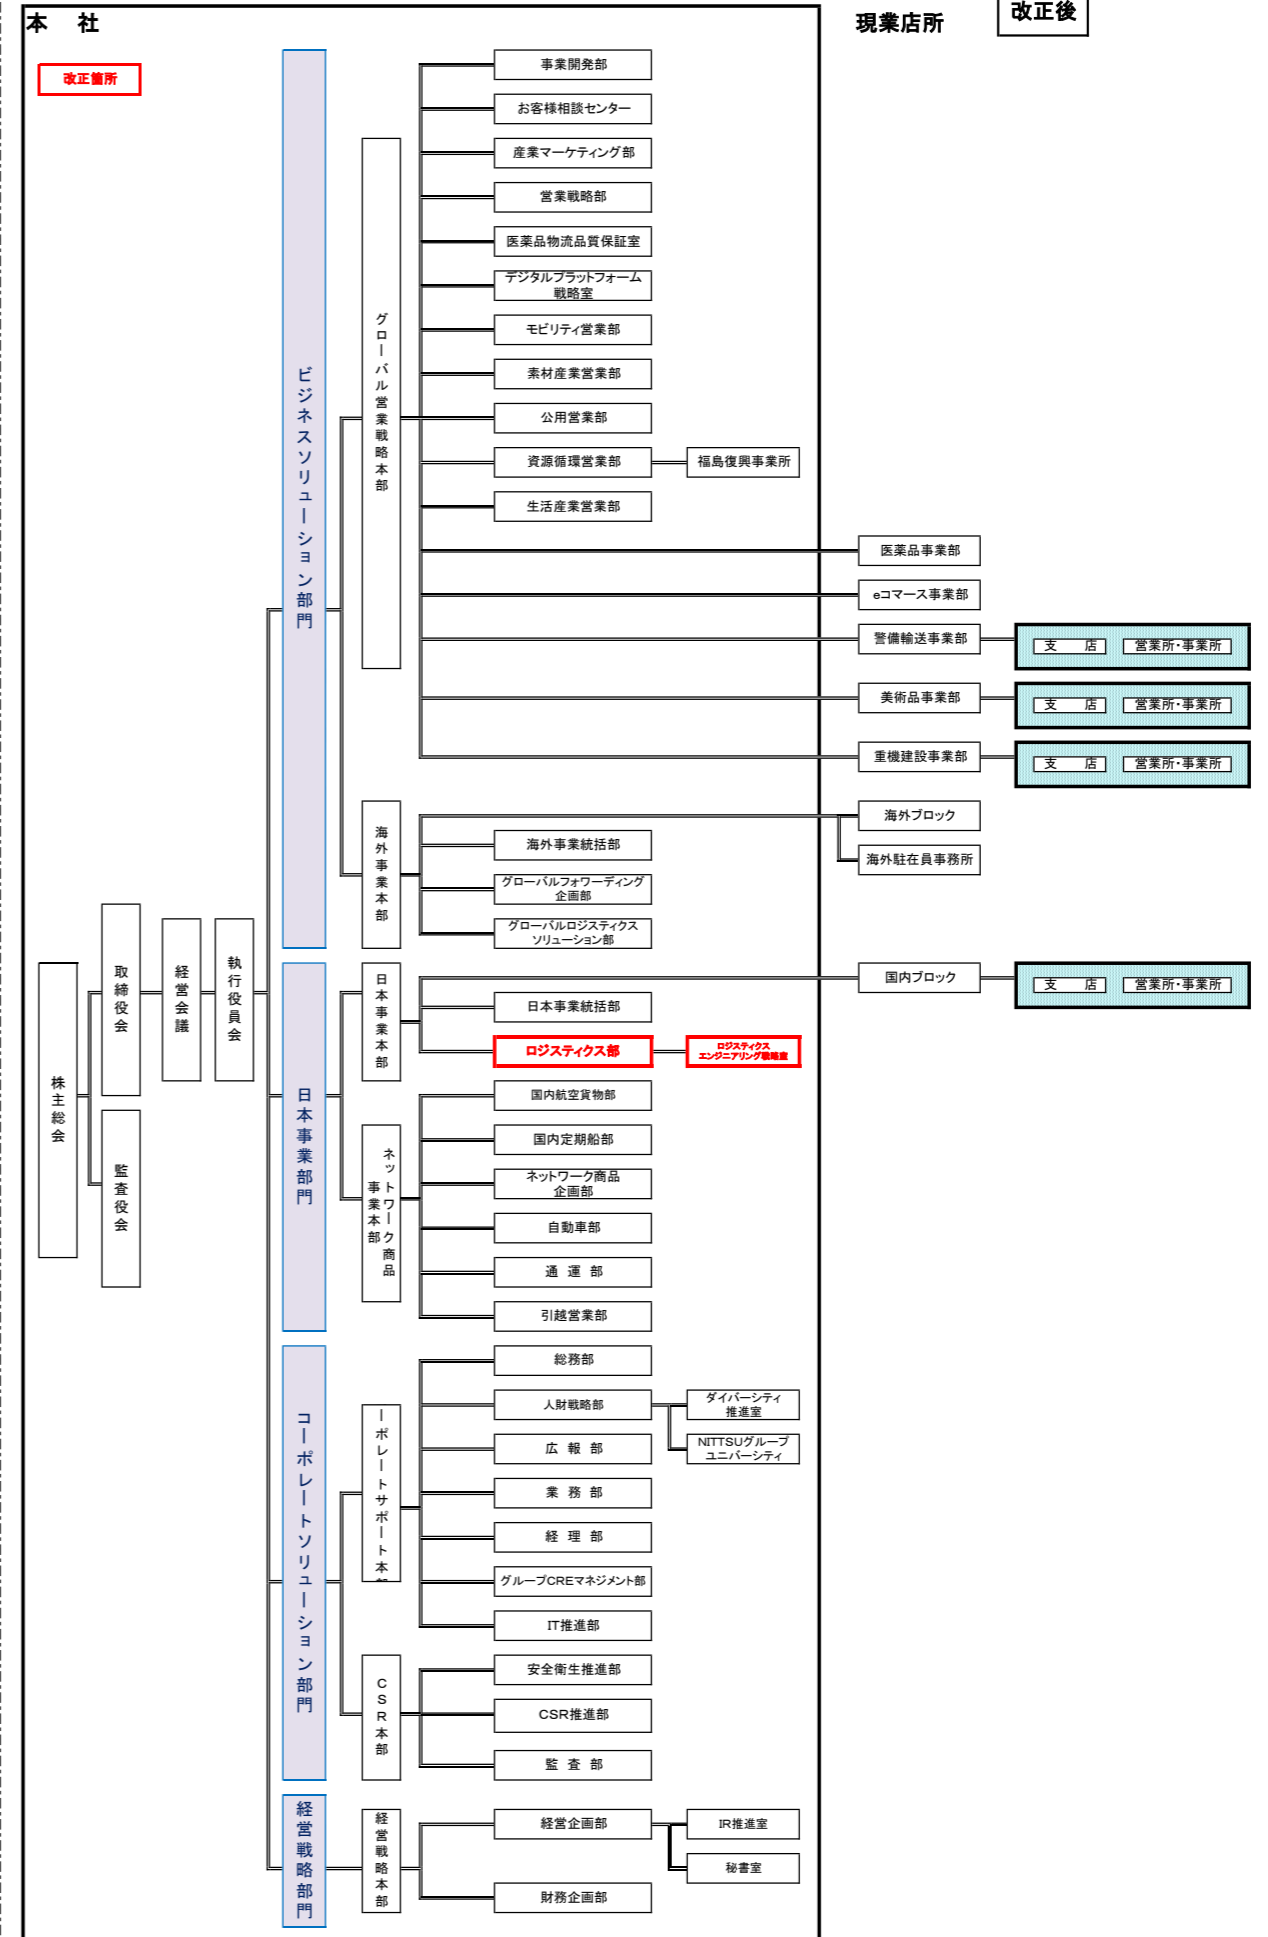 本　社
現業店所
改正後
改正箇所
株主総会
取締役会
監査役会
経営会議
執行役員会
ビジネスソリューション部門
グローバル営業戦略本部
事業開発部
お客様相談センター
産業マーケティング部
営業戦略部
医薬品物流品質保証室
デジタルプラットフォーム
戦略室
モビリティ営業部
素材産業営業部
公用営業部
資源循環営業部
福島復興事業所
生活産業営業部
医薬品事業部
eコマース事業部
警備輸送事業部
支　店
営業所・事業所
美術品事業部
支　店
営業所・事業所
重機建設事業部
支　店
営業所・事業所
海外事業本部
海外ブロック
海外駐在員事務所
海外事業統括部
グローバルフォワーディング
企画部
グローバルロジスティクス
ソリューション部
日本事業部門
日本事業本部
国内ブロック
支　店
営業所・事業所
日本事業統括部
ロジスティクス部
ロジスティクス
エンジニアリング戦略室
ネットワーク商品
事業本部
国内航空貨物部
国内定期船部
ネットワーク商品
企画部
自動車部
通　運　部
引越営業部
コーポレートソリューション部門
ーポレートサポート本
総務部
人財戦略部
ダイバーシティ
推進室
NITTSUグループ
ユニバーシティ
広　報　部
業　務　部
経　理　部
グループCREマネジメント部
IT推進部
CSR本部
安全衛生推進部
CSR推進部
監　査　部
経営戦略部門
経営戦略本部
経営企画部
IR推進室
秘書室
財務企画部